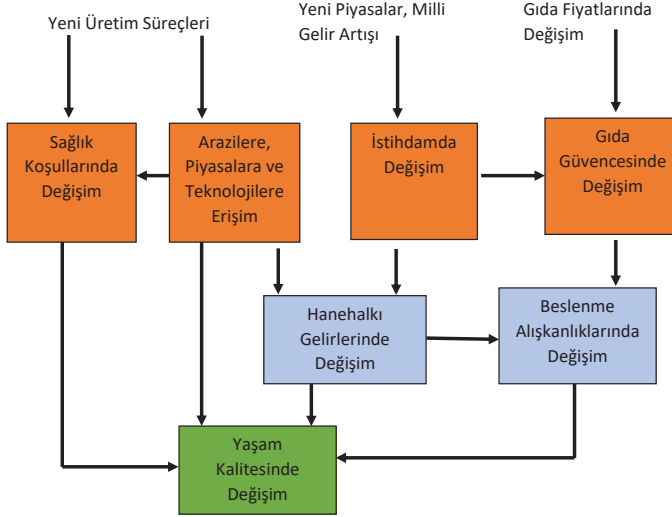 Yeni Üretim Süreçleri
Yeni Piyasalar, Milli
Gelir Artışı
Gıda Fiyatlarında
Değişim
Sağlık
Koşullarında
Değişim
Arazilere,
Piyasalara ve
Teknolojilere
Erişim
İstihdamda
Değişim
Gıda
Güvencesinde
Değişim
Hanehalkı
Gelirlerinde
Değişim
Beslenme
Alışkanlıklarında
Değişim
Yaşam
Kalitesinde
Değişim